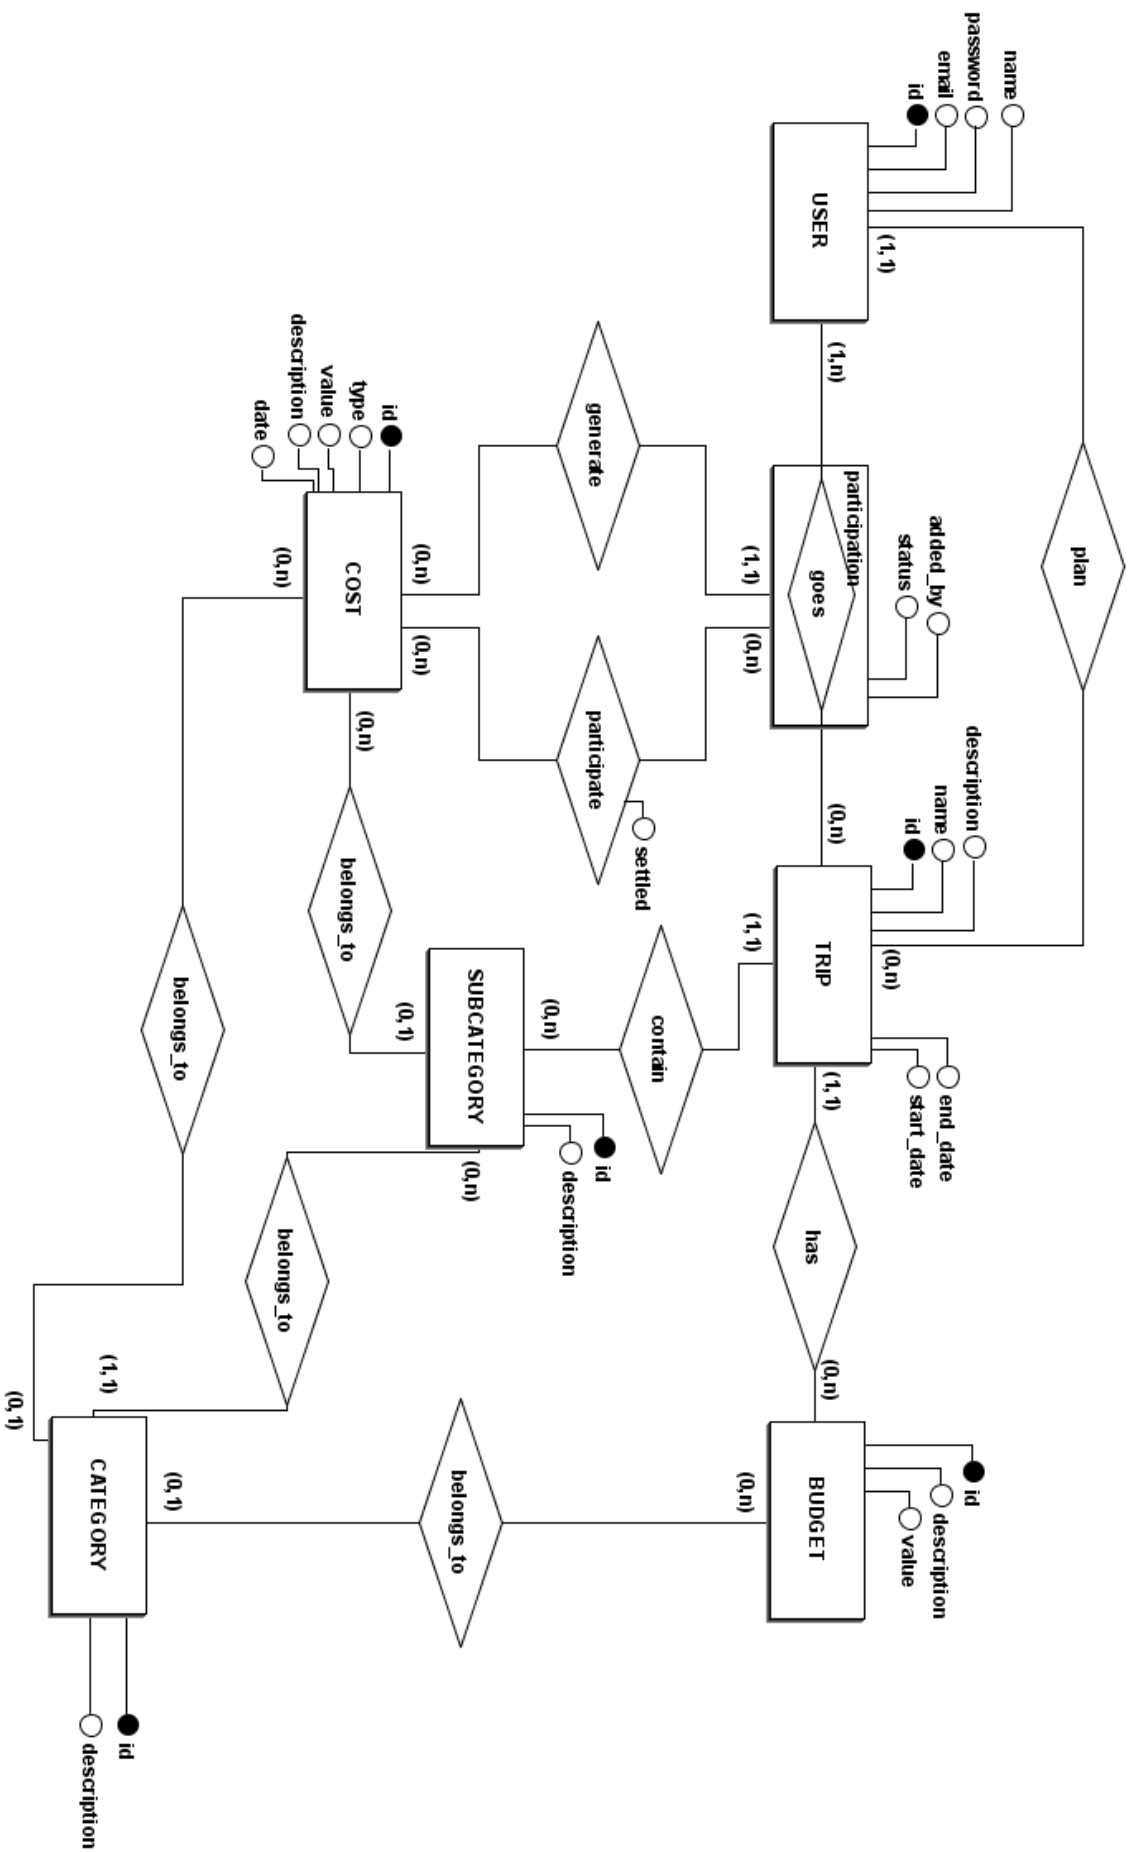 name
password
email
id
USER
(1,1)
plan
(1,n)
participation
goes
added_by
status
(0,n)
description
name
id
TRIP
(0,n)
end_date
start_date
(1,1)
has
(0,n)
BUDGET
id
description
value
(0,n)
generate
(1,1)
(0,n)
participate
settled
(0,n)
(0,n)
(1,1)
contain
(0,n)
id
description
SUBCATEGORY
(0,1)
(0,n)
id
type
value
description
date
COST
(0,n)
belongs_to
(0,n)
belongs_to
belongs_to
belongs_to
(1,1)
(0,1)
(0,1)
CATEGORY
id
description